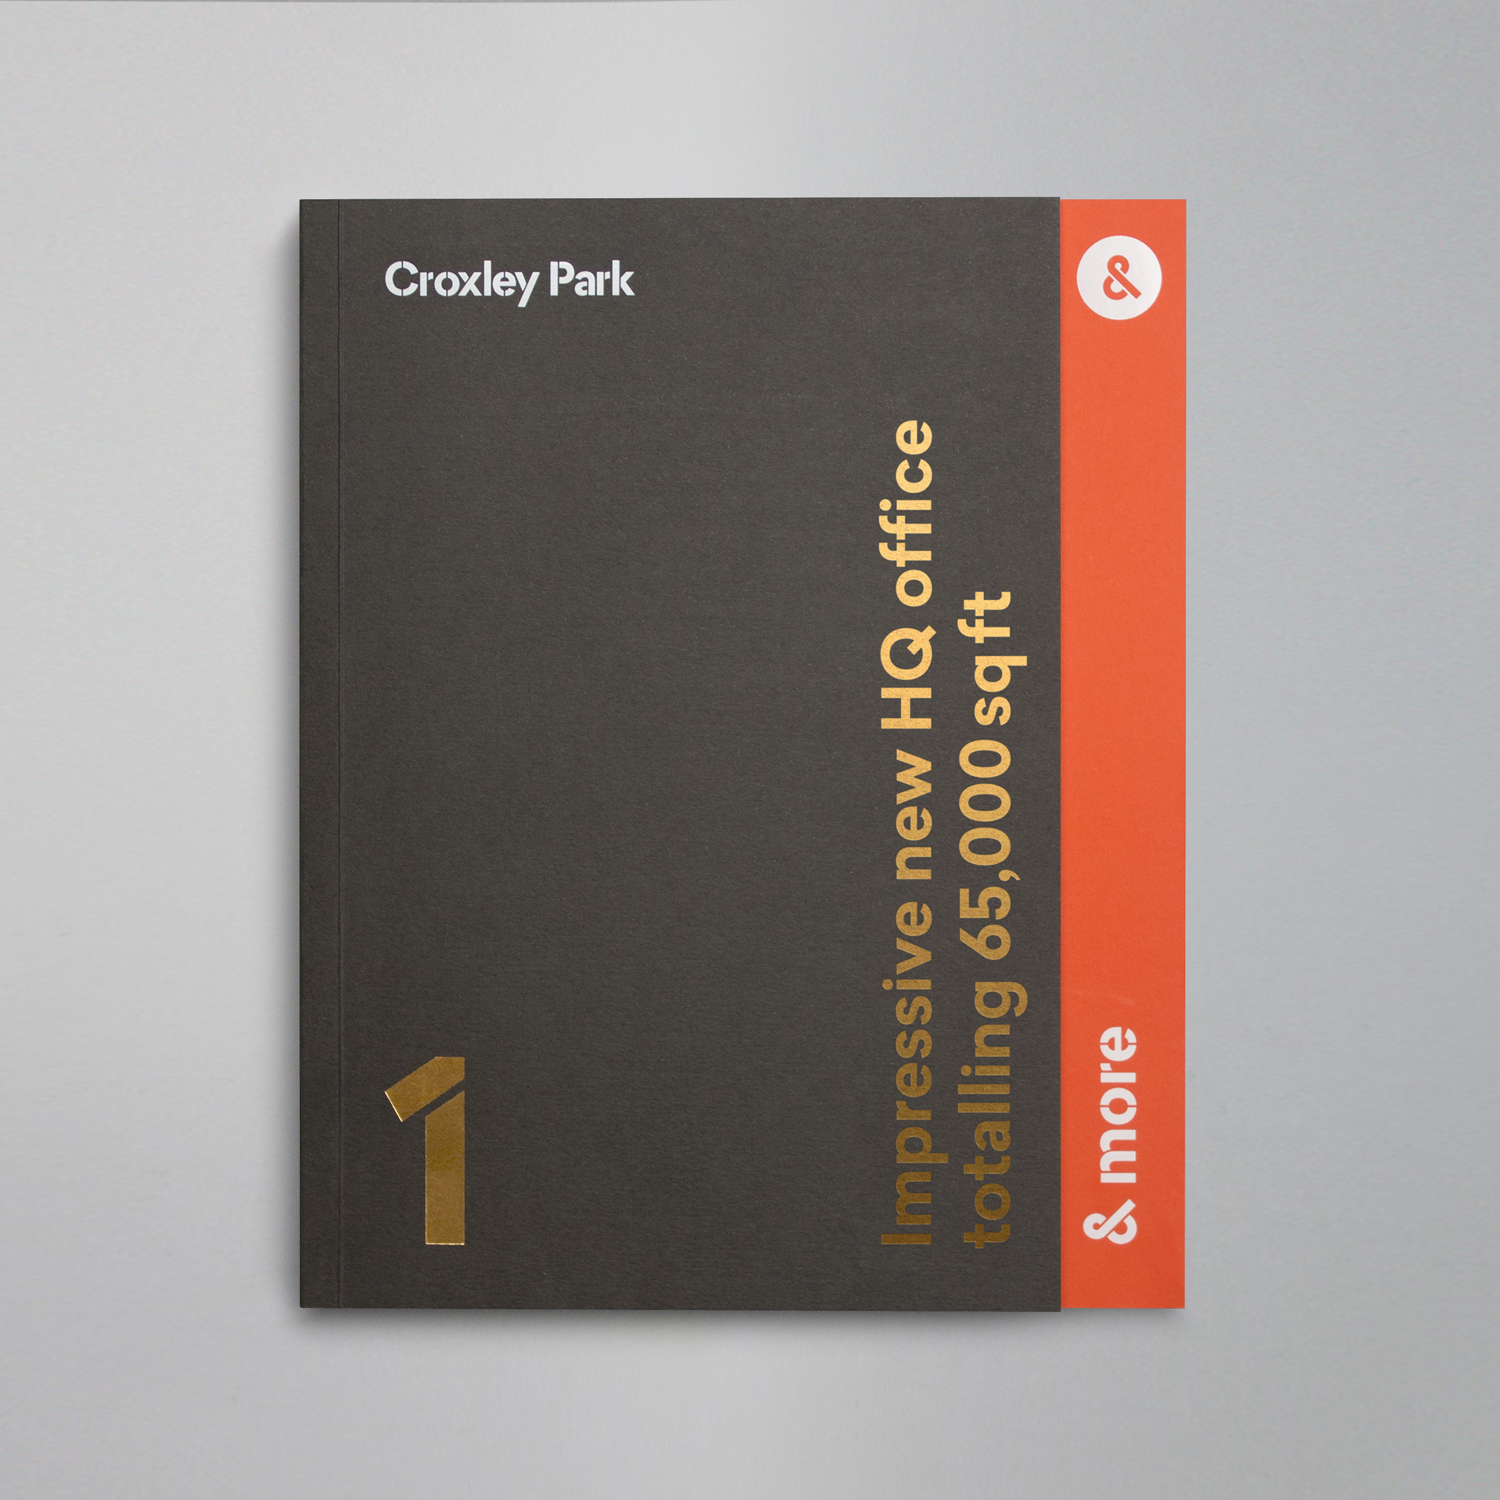 Croxley Park
&
Impressive new HQ office
totalling 65,000 sq ft
1
& more